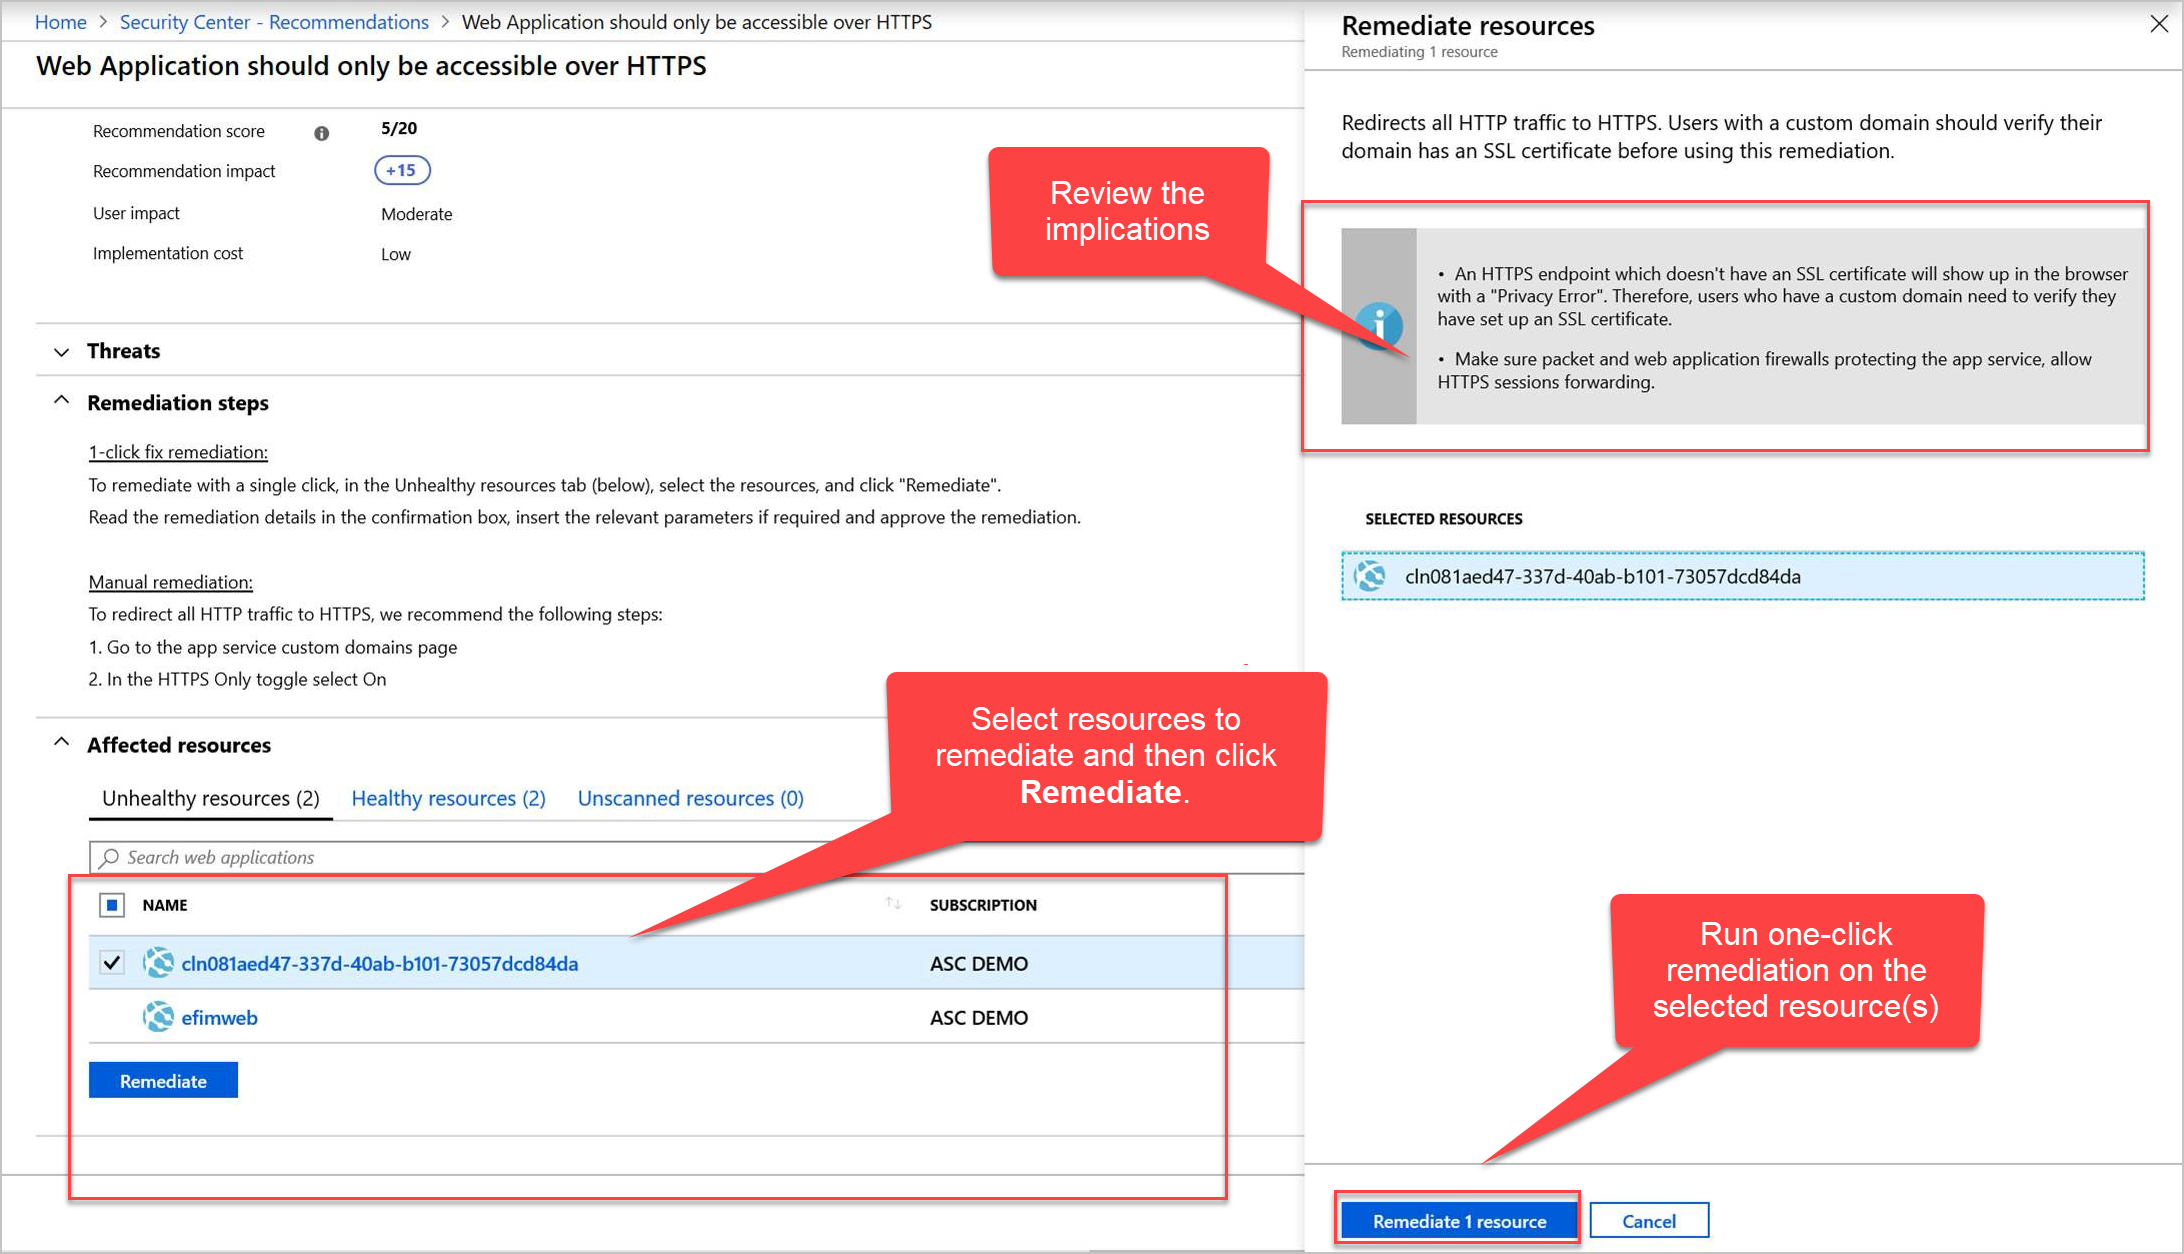 Home > Security Center - Recommendations > Web Application should only be accessible over HTTPS
Web Application should only be accessible over HTTPS
Recommendation score 5/20
Recommendation impact +15
User impact Moderate
Implementation cost Low
Threats
Remediation steps
1-click fix remediation:
To remediate with a single click, in the Unhealthy resources tab (below), select the resources, and click "Remediate".
Read the remediation details in the confirmation box, insert the relevant parameters if required and approve the remediation.
Manual remediation:
To redirect all HTTP traffic to HTTPS, we recommend the following steps:
1. Go to the app service custom domains page
2. In the HTTPS Only toggle select On
Affected resources
Unhealthy resources (2) Healthy resources (2) Unscanned resources (0)
Search web applications
NAME SUBSCRIPTION
cln081aed47-337d-40ab-b101-73057dcd84da ASC DEMO
efimweb ASC DEMO
Remediate
Select resources to
remediate and then click
Remediate.
Review the
implications
Remediate resources
Remediating 1 resource
Redirects all HTTP traffic to HTTPS. Users with a custom domain should verify their
domain has an SSL certificate before using this remediation.
• An HTTPS endpoint which doesn't have an SSL certificate will show up in the browser
with a "Privacy Error". Therefore, users who have a custom domain need to verify they
have set up an SSL certificate.
• Make sure packet and web application firewalls protecting the app service, allow
HTTPS sessions forwarding.
SELECTED RESOURCES
cln081aed47-337d-40ab-b101-73057dcd84da
Run one-click
remediation on the
selected resource(s)
Remediate 1 resource Cancel